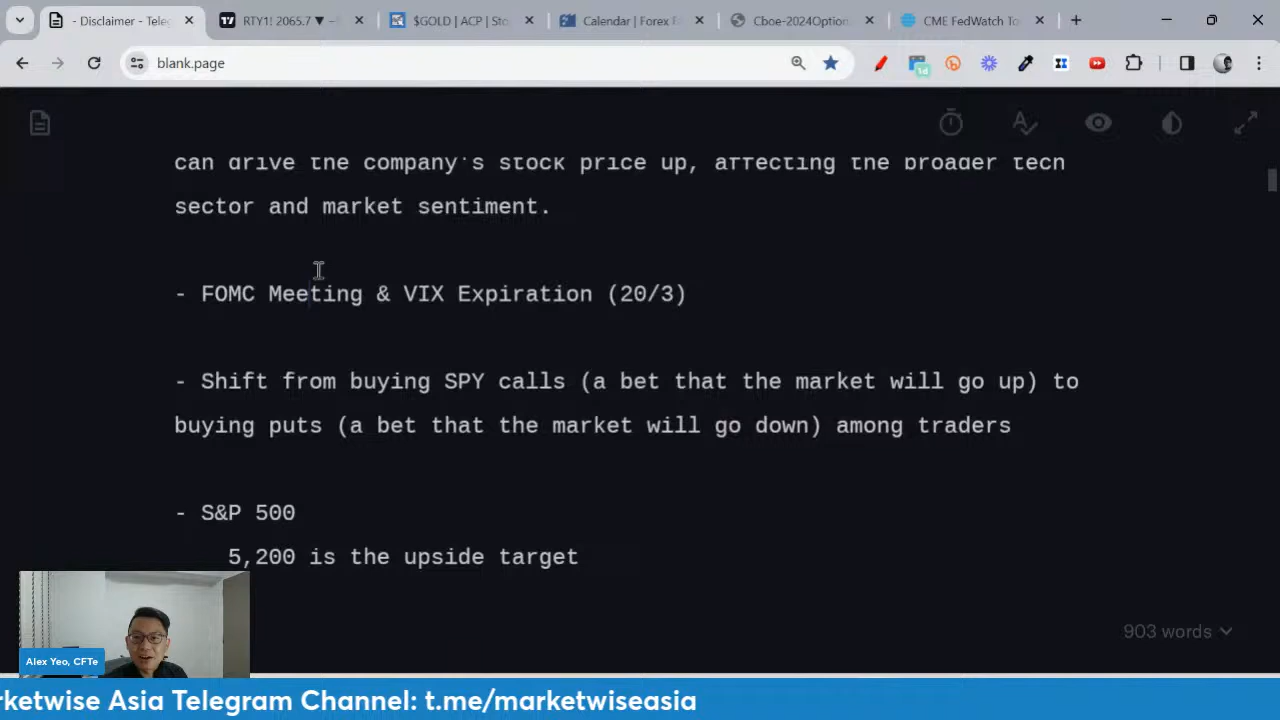 - Disclaimer - Teleg
RTY1! 2065.7 ▼ −
$GOLD | ACP | Sto
Calendar | Forex F
Cboe-2024Option
CME FedWatch To
blank.page
1d
can drive the company's stock price up, affecting the broader tech
sector and market sentiment.
- FOMC Meeting & VIX Expiration (20/3)
- Shift from buying SPY calls (a bet that the market will go up) to
buying puts (a bet that the market will go down) among traders
- S&P 500
5,200 is the upside target
903 words
Alex Yeo, CFTe
rketwise Asia Telegram Channel: t.me/marketwiseasia